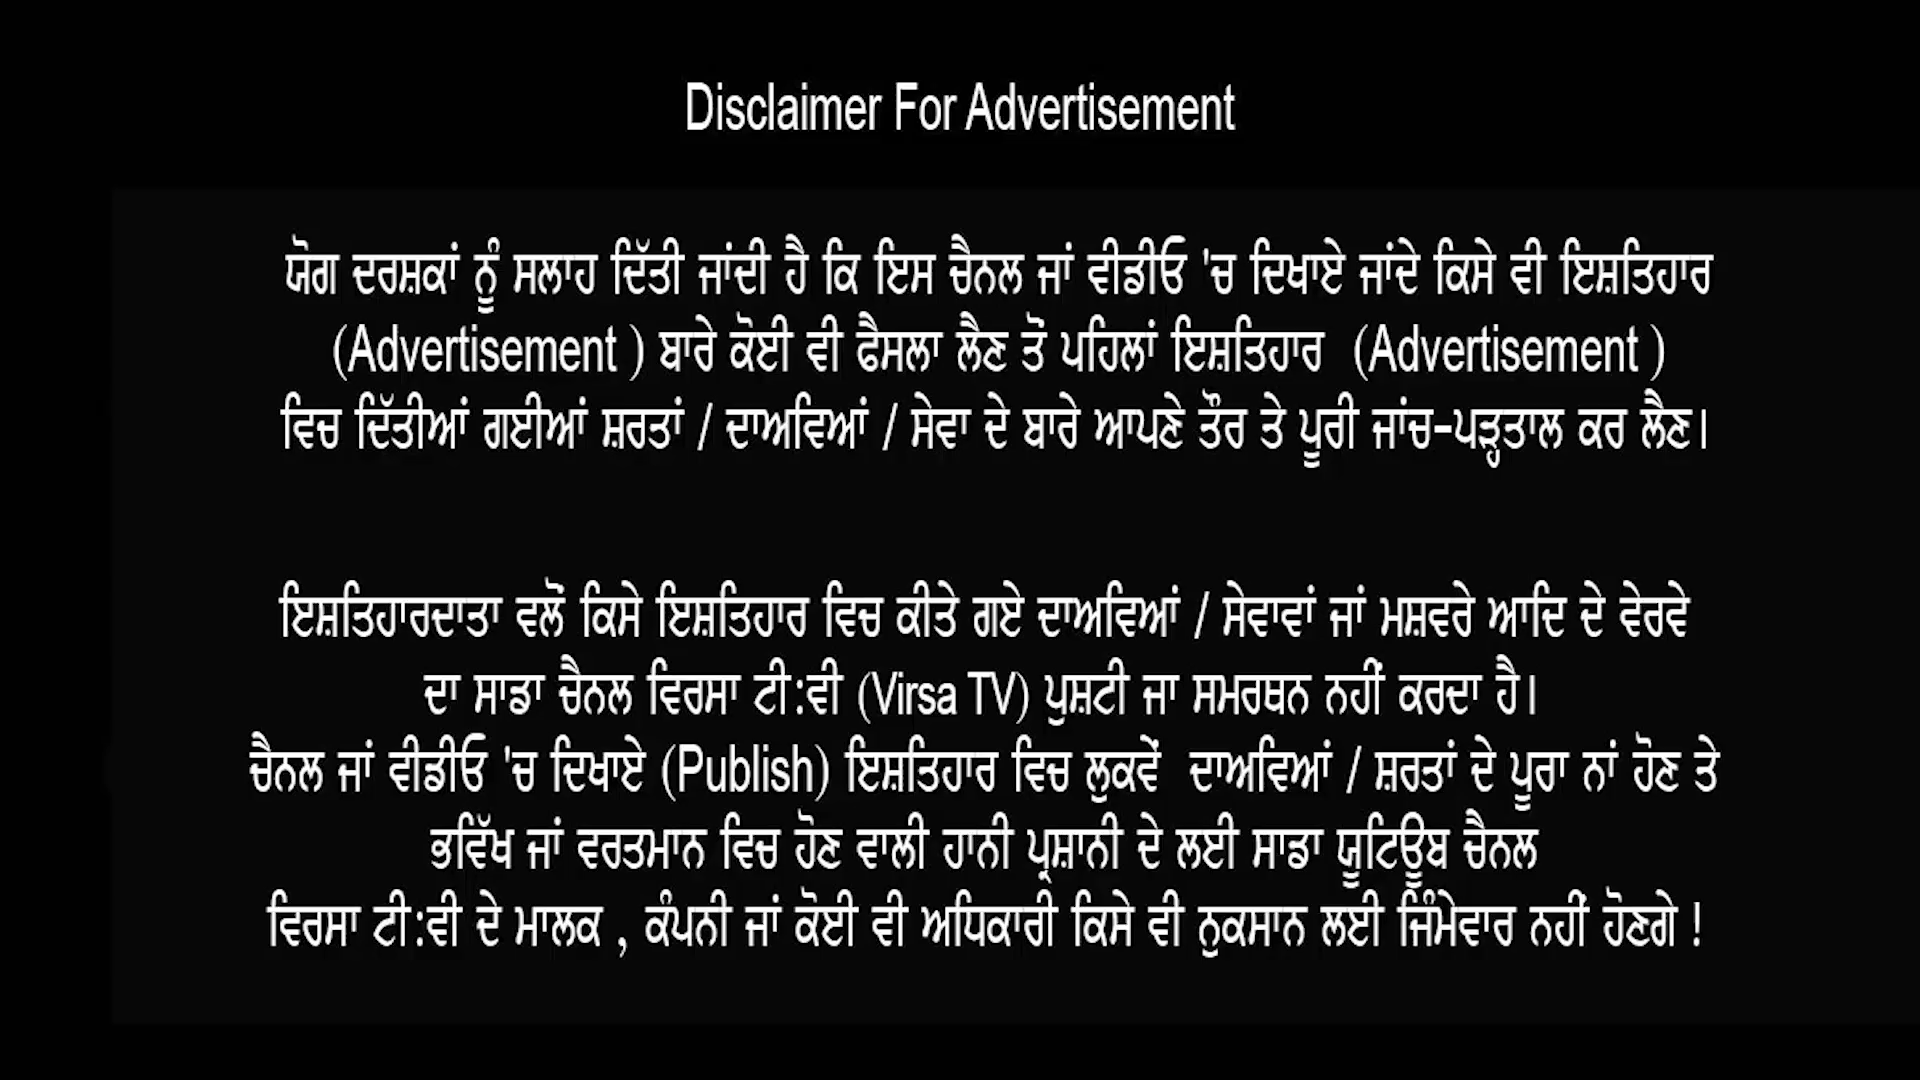 Disclaimer For Advertisement
ਯੋਗ ਦਰਸ਼ਕਾਂ ਨੂੰ ਸਲਾਹ ਦਿੱਤੀ ਜਾਂਦੀ ਹੈ ਕਿ ਇਸ ਚੈਨਲ ਜਾਂ ਵੀਡੀਓ 'ਚ ਦਿਖਾਏ ਜਾਂਦੇ ਕਿਸੇ ਵੀ ਇਸ਼ਤਿਹਾਰ
(Advertisement ) ਬਾਰੇ ਕੋਈ ਵੀ ਫੈਸਲਾ ਲੈਣ ਤੋਂ ਪਹਿਲਾਂ ਇਸ਼ਤਿਹਾਰ (Advertisement )
ਵਿਚ ਦਿੱਤੀਆਂ ਗਈਆਂ ਸ਼ਰਤਾਂ / ਦਾਅਵਿਆਂ / ਸੇਵਾ ਦੇ ਬਾਰੇ ਆਪਣੇ ਤੌਰ ਤੇ ਪੂਰੀ ਜਾਂਚ-ਪੜ੍ਹਤਾਲ ਕਰ ਲੈਣ।
ਇਸ਼ਤਿਹਾਰਦਾਤਾ ਵਲੋਂ ਕਿਸੇ ਇਸ਼ਤਿਹਾਰ ਵਿਚ ਕੀਤੇ ਗਏ ਦਾਅਵਿਆਂ / ਸੇਵਾਵਾਂ ਜਾਂ ਮਸ਼ਵਰੇ ਆਦਿ ਦੇ ਵੇਰਵੇ
ਦਾ ਸਾਡਾ ਚੈਨਲ ਵਿਰਸਾ ਟੀ:ਵੀ (Virsa TV) ਪੁਸ਼ਟੀ ਜਾ ਸਮਰਥਨ ਨਹੀਂ ਕਰਦਾ ਹੈ।
ਚੈਨਲ ਜਾਂ ਵੀਡੀਓ 'ਚ ਦਿਖਾਏ (Publish) ਇਸ਼ਤਿਹਾਰ ਵਿਚ ਲੁਕਵੇਂ ਦਾਅਵਿਆਂ / ਸ਼ਰਤਾਂ ਦੇ ਪੂਰਾ ਨਾਂ ਹੋਣ ਤੇ
ਭਵਿੱਖ ਜਾਂ ਵਰਤਮਾਨ ਵਿਚ ਹੋਣ ਵਾਲੀ ਹਾਨੀ ਪ੍ਰਸ਼ਾਨੀ ਦੇ ਲਈ ਸਾਡਾ ਯੂਟਿਊਬ ਚੈਨਲ
ਵਿਰਸਾ ਟੀ:ਵੀ ਦੇ ਮਾਲਕ , ਕੰਪਨੀ ਜਾਂ ਕੋਈ ਵੀ ਅਧਿਕਾਰੀ ਕਿਸੇ ਵੀ ਨੁਕਸਾਨ ਲਈ ਜਿੰਮੇਵਾਰ ਨਹੀਂ ਹੋਣਗੇ !